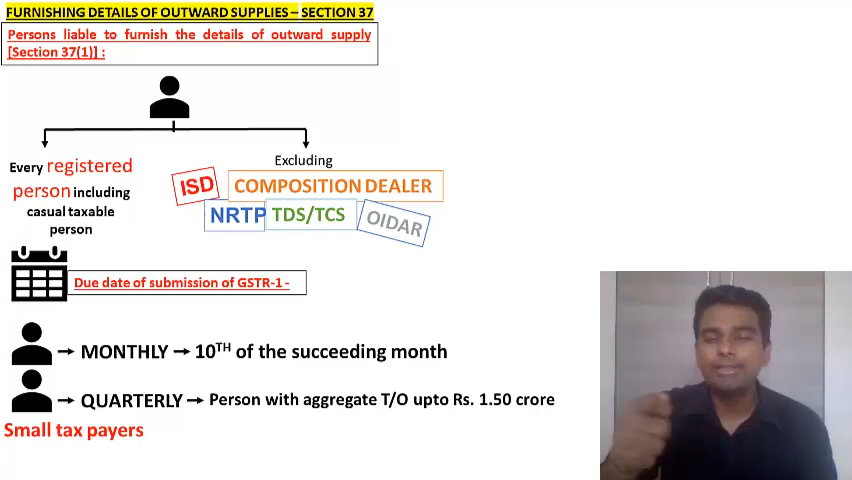 FURNISHING DETAILS OF OUTWARD SUPPLIES – SECTION 37
Persons liable to furnish the details of outward supply
[Section 37(1)] :
Every registered
person including
casual taxable
person
Excluding
ISD
COMPOSITION DEALER
NRTP
TDS/TCS
OIDAR
Due date of submission of GSTR-1 -
MONTHLY → 10TH of the succeeding month
QUARTERLY → Person with aggregate T/O upto Rs. 1.50 crore
Small tax payers